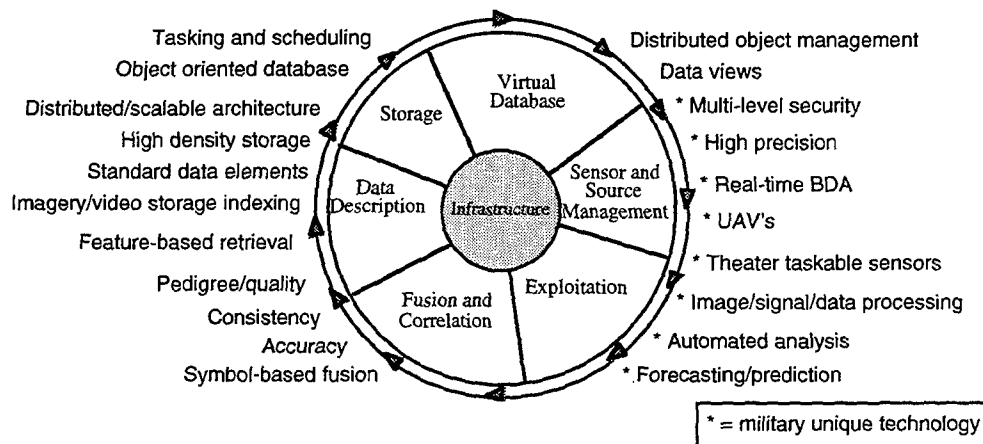 Tasking and scheduling
Object oriented database
Distributed/scalable architecture
High density storage
Standard data elements
Imagery/video storage indexing
Feature-based retrieval
Pedigree/quality
Consistency
Accuracy
Symbol-based fusion
Virtual
Database
Storage
Data
Description
Infrastructure
Sensor and
Source
Management
Fusion and
Correlation
Exploitation
Distributed object management
Data views
* Multi-level security
* High precision
* Real-time BDA
* UAV's
* Theater taskable sensors
* Image/signal/data processing
* Automated analysis
* Forecasting/prediction
* = military unique technology